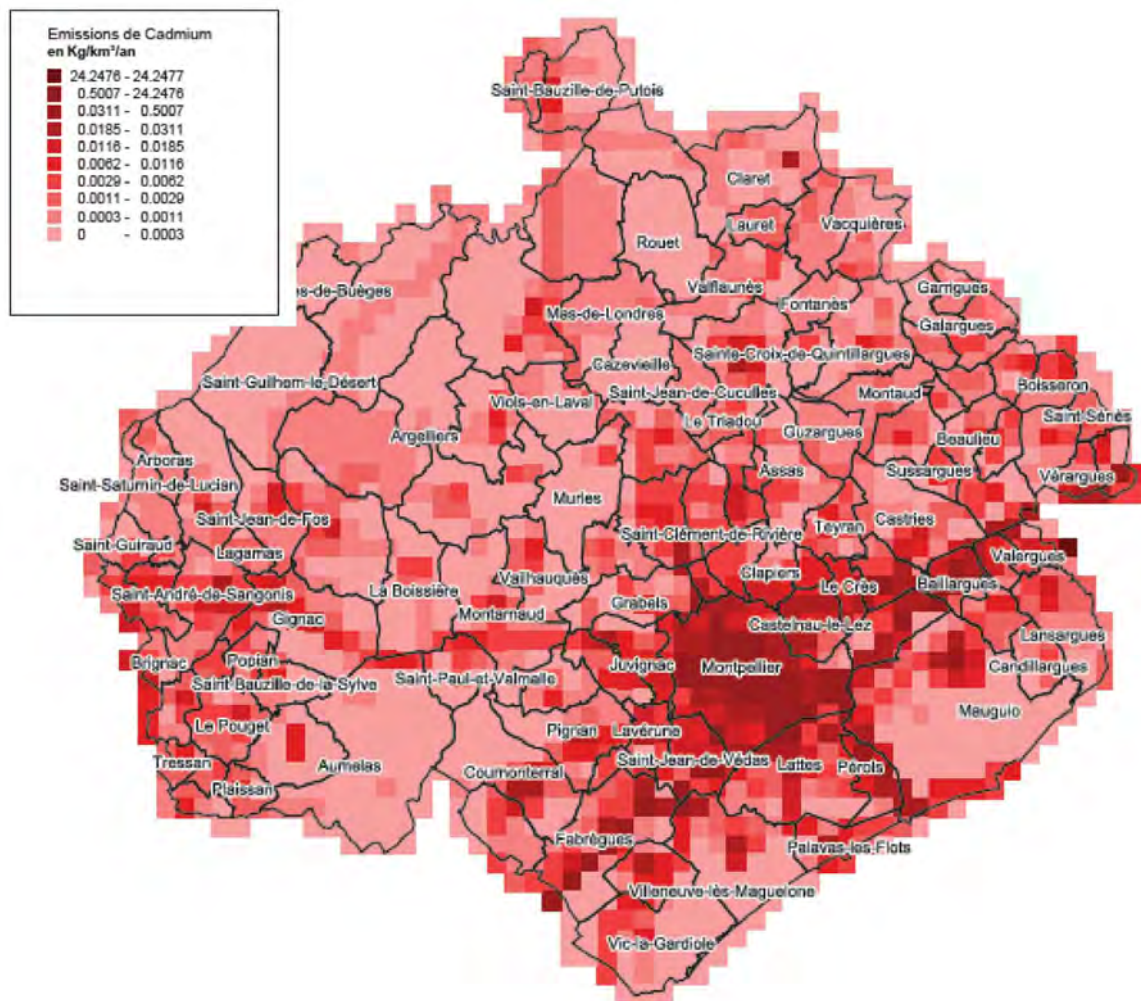 Emissions de Cadmium
en Kg/km²/an
24.2476 - 24.2477
0.5007 - 24.2476
0.0311 - 0.5007
0.0185 - 0.0311
0.0116 - 0.0185
0.0062 - 0.0116
0.0029 - 0.0062
0.0011 - 0.0029
0.0003 - 0.0011
0 - 0.0003
Saint-Bauzille-de-Putois
Claret
Lauret
Vacquières
Rouet
es-de-Buèges
Valflaunès
Garrigues
Fontanès
Mas-de-Londres
Galargues
Sainte-Croix-de-Quintillargues
Cazevieille
Saint-Guilhem-le-Désert
Boisseron
Saint-Jean-de-Cuculles
Montaud
Viols-en-Laval
Saint-Sériès
Le Triadou
Guzargues
Argelliers
Beaulieu
Arboras
Assas
Sussargues
Vérargues
Saint-Saturnin-de-Lucian
Murles
Saint-Jean-de-Fos
Castries
Saint-Clément-de-Rivière
Teyran
Saint-Guiraud
Lagamas
Valergues
Vailhauquès
Clapiers
Le Crès
Baillargues
La Boissière
Saint-André-de-Sangonis
Grabels
Montarnaud
Gignac
Castelnau-le-Lez
Lansargues
Brignac
Popian
Juvignac
Montpellier
Candillargues
Saint-Paul-et-Valmalle
Saint-Bauzille-de-la-Sylve
Mauguio
Le Pouget
Pignan
Lavérune
Saint-Jean-de-Védas
Tressan
Aumelas
Cournonterral
Lattes
Pérols
Plaissan
Fabrègues
Palavas-les-Flots
Villeneuve-lès-Maguelone
Vic-la-Gardiole